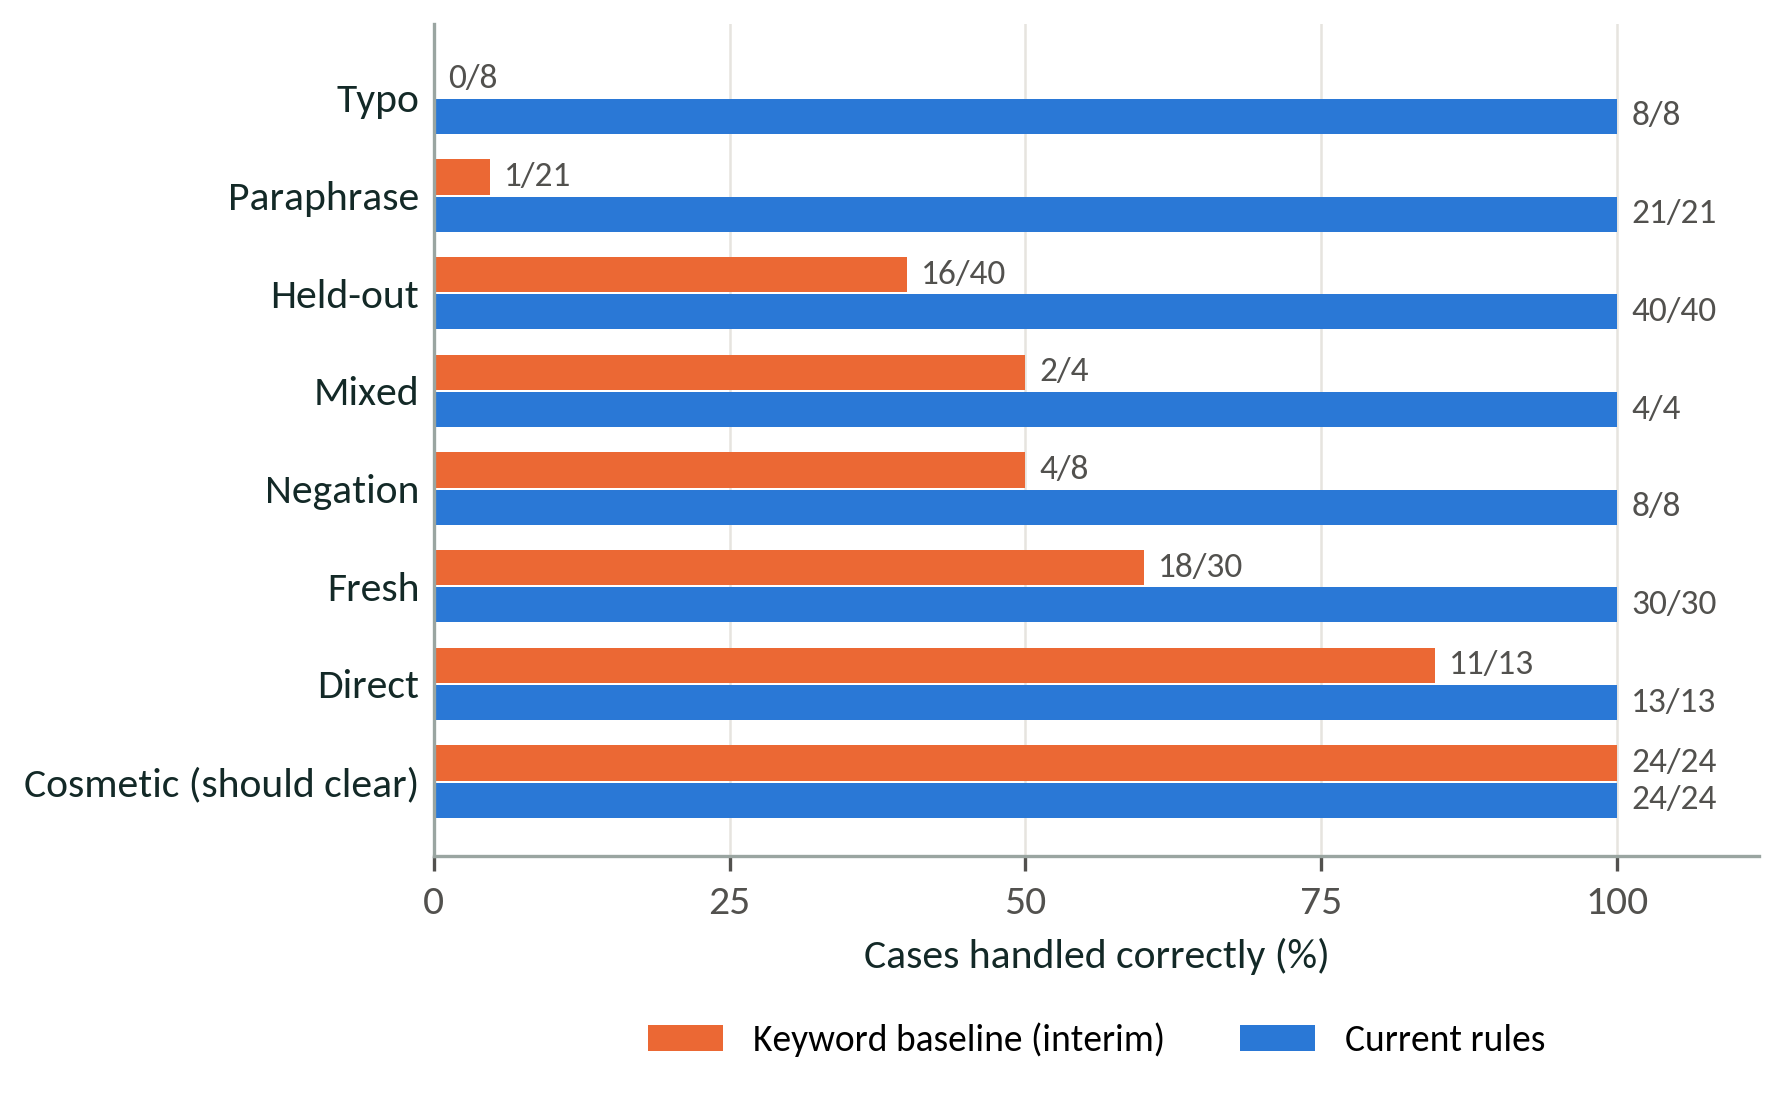 0/8
Typo
8/8
1/21
Paraphrase
21/21
16/40
Held-out
40/40
2/4
Mixed
4/4
4/8
Negation
8/8
18/30
Fresh
30/30
11/13
Direct
13/13
24/24
Cosmetic (should clear)
24/24
0 25 50 75 100
Cases handled correctly (%)
Keyword baseline (interim) Current rules